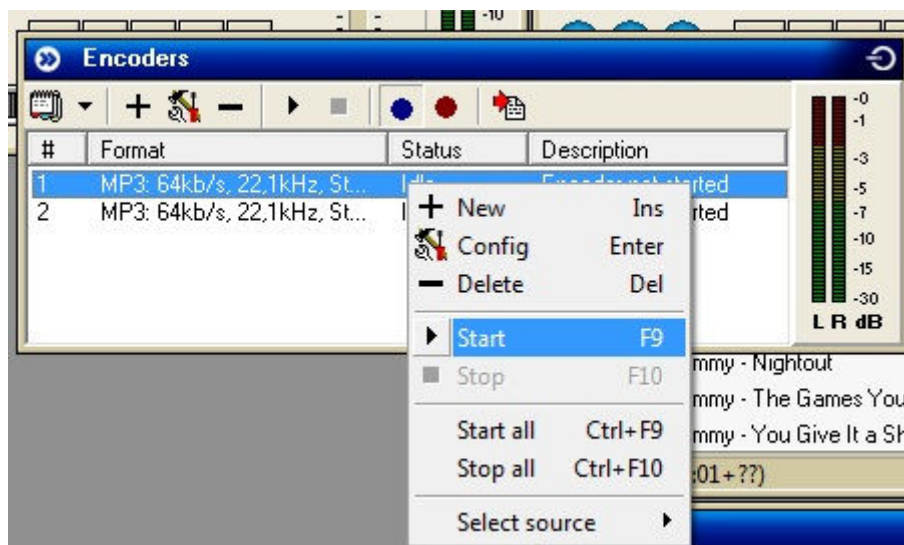 -10
Encoders
-0
-1
-3
-5
-7
-10
-15
-30
L R dB
# Format Status Description
1 MP3: 64kb/s, 22,1kHz, St... Idle Encoder not started
2 MP3: 64kb/s, 22,1kHz, St... I rted
New Ins
Config Enter
Delete Del
Start F9
Stop F10
Start all Ctrl+F9
Stop all Ctrl+F10
Select source
mmy - Nightout
mmy - The Games You
mmy - You Give It a Sh
:01+??)